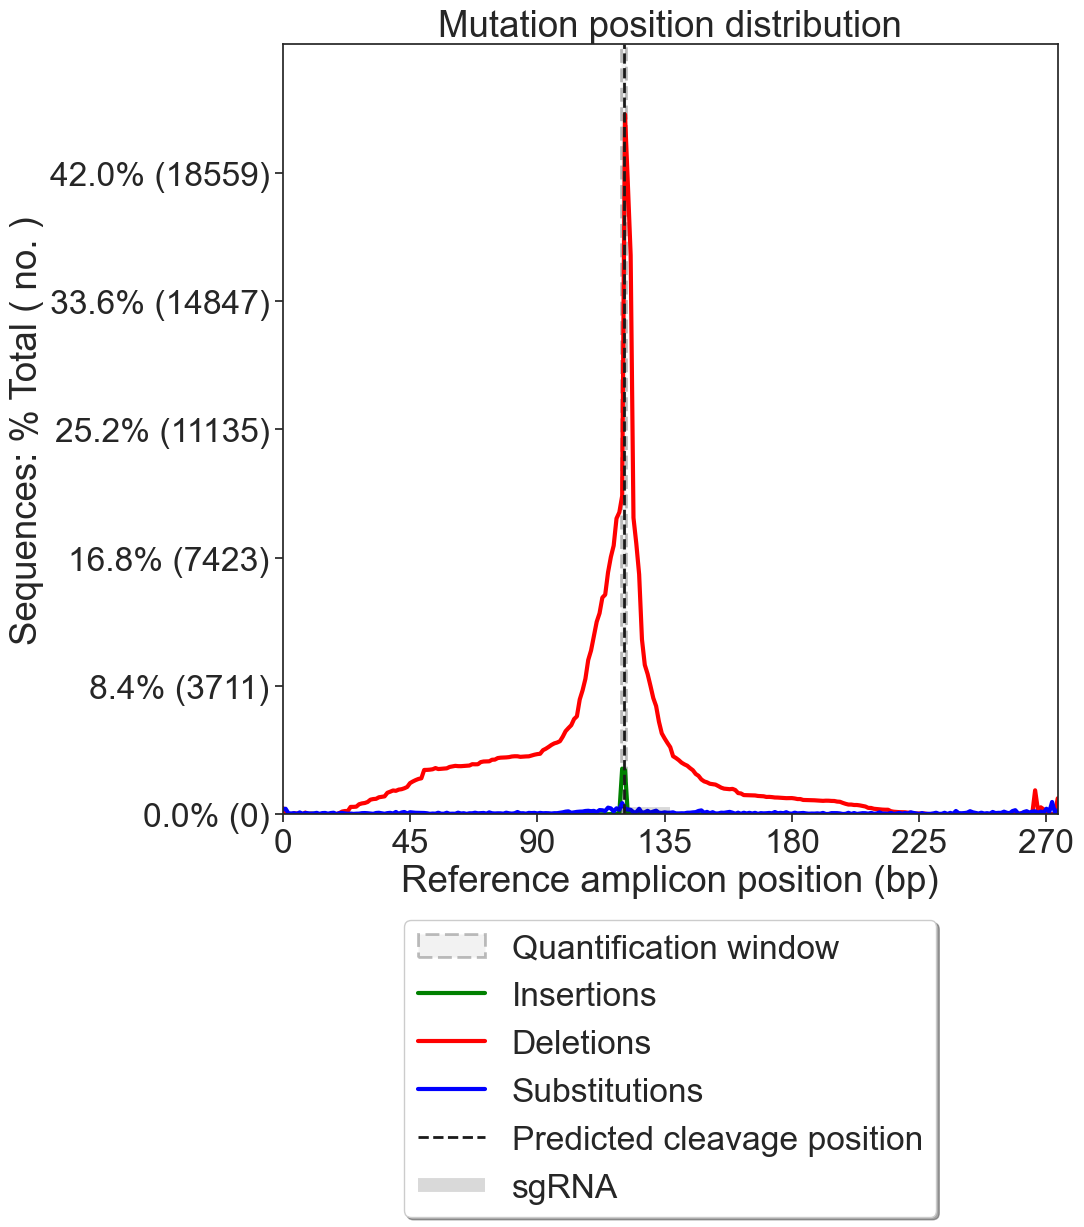 Mutation position distribution
Sequences: % Total ( no. )
42.0% (18559)
33.6% (14847)
25.2% (11135)
16.8% (7423)
8.4% (3711)
0.0% (0)
0 45 90 135 180 225 270
Reference amplicon position (bp)
Quantification window
Insertions
Deletions
Substitutions
Predicted cleavage position
sgRNA